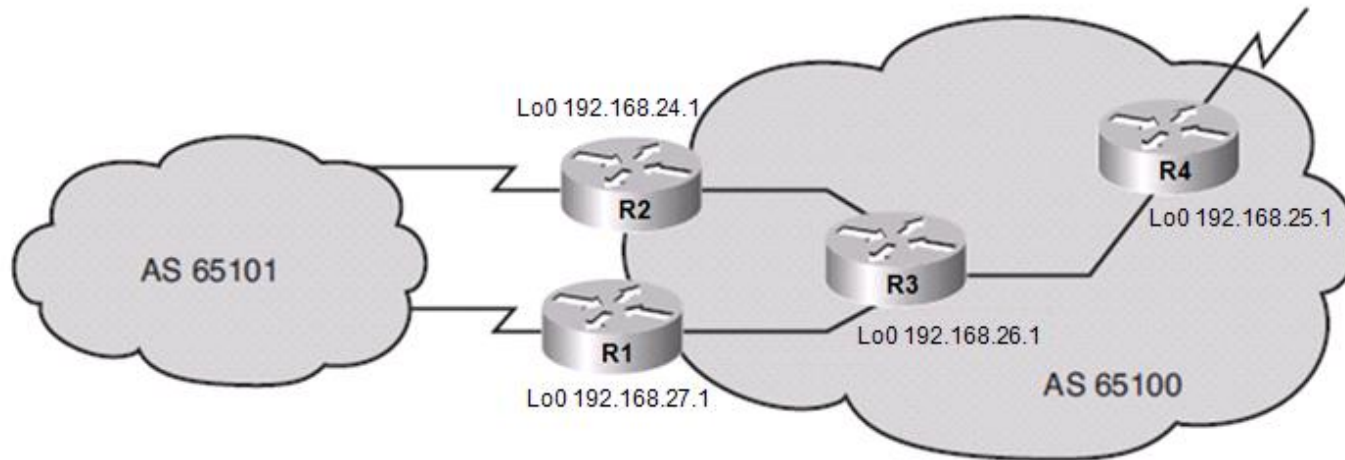 Lo0 192.168.24.1
R2
R4
Lo0 192.168.25.1
AS 65101
R3
Lo0 192.168.26.1
R1
Lo0 192.168.27.1
AS 65100